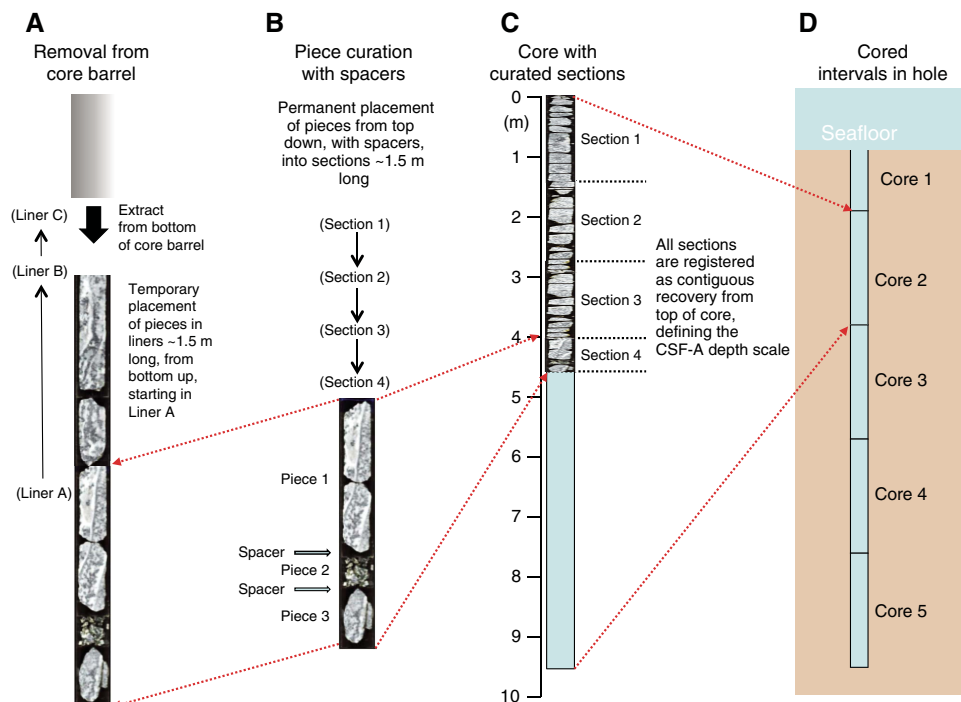 A
Removal from
core barrel
(Liner C)
Extract
from bottom
of core barrel
(Liner B)
Temporary
placement
of pieces in
liners ~1.5 m
long, from
bottom up,
starting in
Liner A
(Liner A)
B
Piece curation
with spacers
Permanent placement
of pieces from top
down, with spacers,
into sections ~1.5 m
long
(Section 1)
(Section 2)
(Section 3)
(Section 4)
Piece 1
Spacer
Piece 2
Spacer
Piece 3
C
Core with
curated sections
0
(m)
1
2
3
4
5
6
7
8
9
10
Section 1
Section 2
Section 3
Section 4
All sections
are registered
as contiguous
recovery from
top of core,
defining the
CSF-A depth scale
D
Cored
intervals in hole
Seafloor
Core 1
Core 2
Core 3
Core 4
Core 5